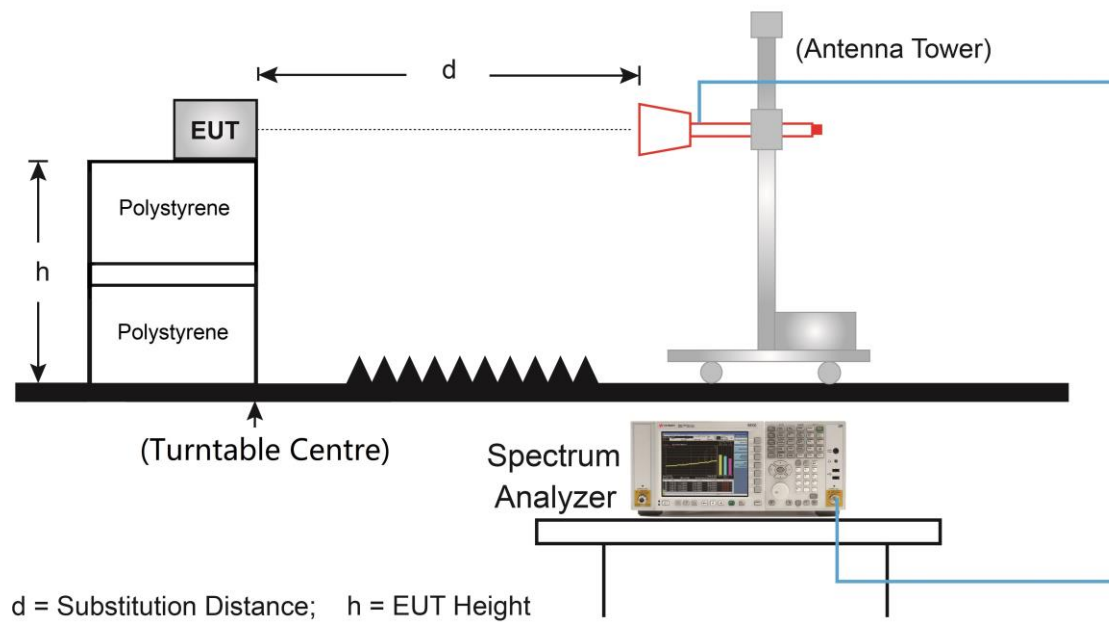 d
(Antenna Tower)
EUT
Polystyrene
h
Polystyrene
(Turntable Centre)
Spectrum
Analyzer
d = Substitution Distance;    h = EUT Height